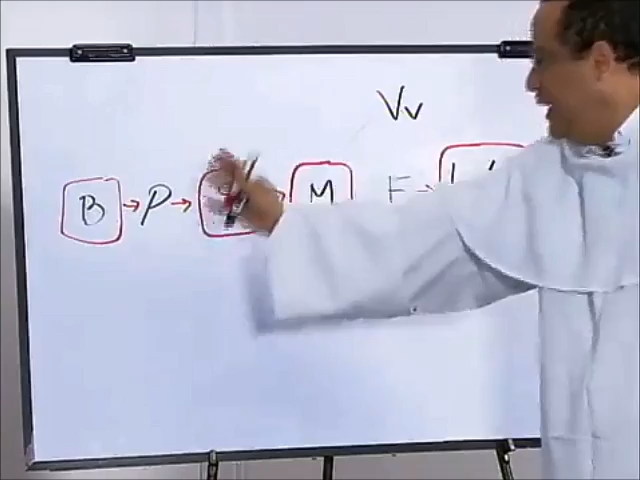 Vv
B → P → → M F →